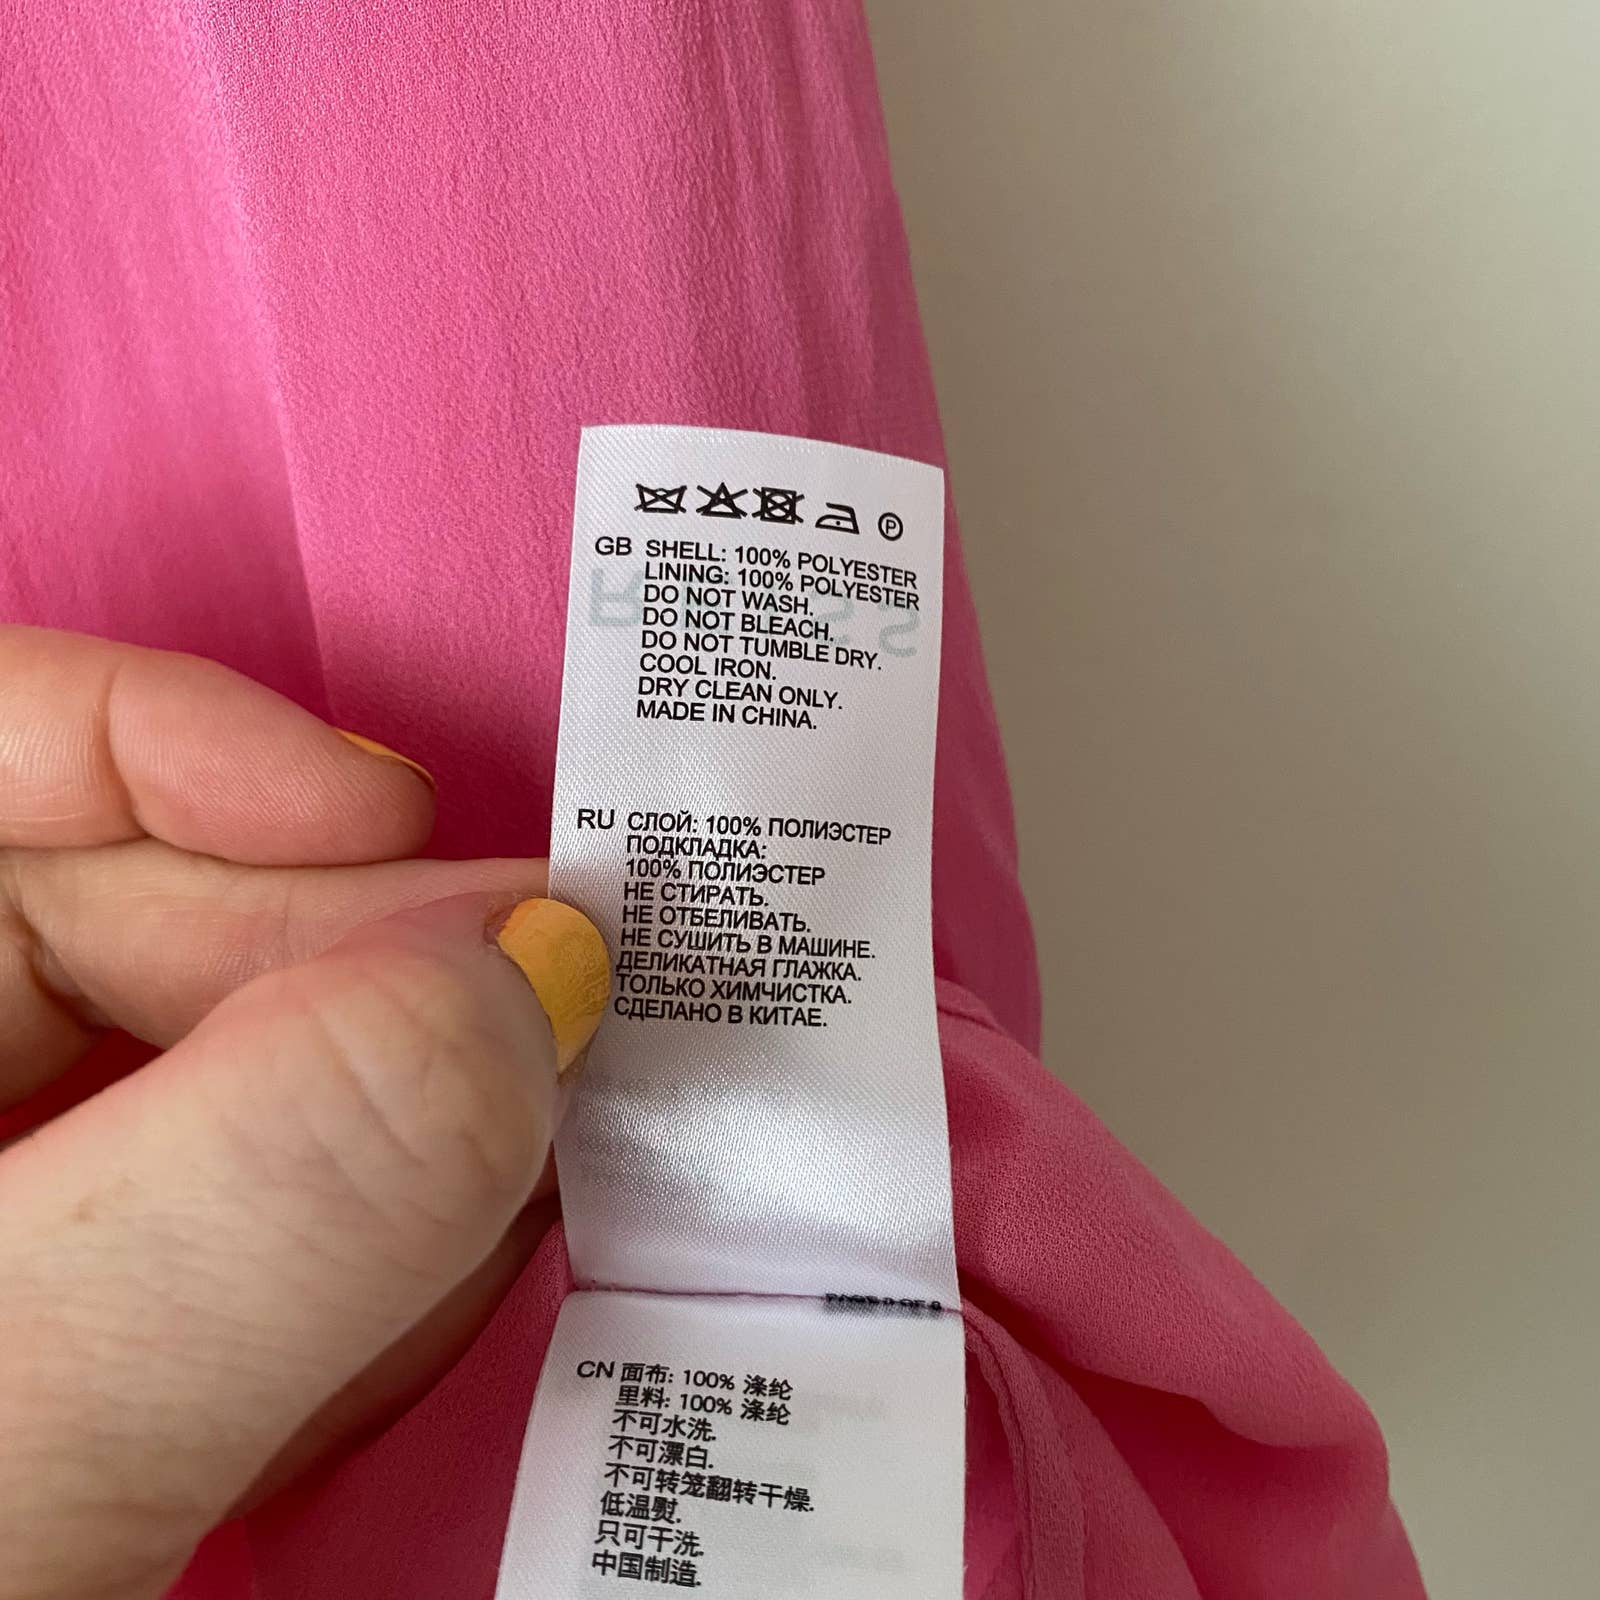 P
GB SHELL: 100% POLYESTER
LINING: 100% POLYESTER
DO NOT WASH.
DO NOT BLEACH.
DO NOT TUMBLE DRY.
COOL IRON.
DRY CLEAN ONLY.
MADE IN CHINA.
RU СЛОЙ: 100% ПОЛИЭСТЕР
ПОДКЛАДКА:
100% ПОЛИЭСТЕР
НЕ СТИРАТЬ.
НЕ ОТБЕЛИВАТЬ.
НЕ СУШИТЬ В МАШИНЕ.
ДЕЛИКАТНАЯ ГЛАЖКА.
ТОЛЬКО ХИМЧИСТКА.
СДЕЛАНО В КИТАЕ.
CN 面布: 100% 涤纶
里料: 100% 涤纶
不可水洗.
不可漂白.
不可转笼翻转干燥.
低温熨.
只可干洗.
中国制造.